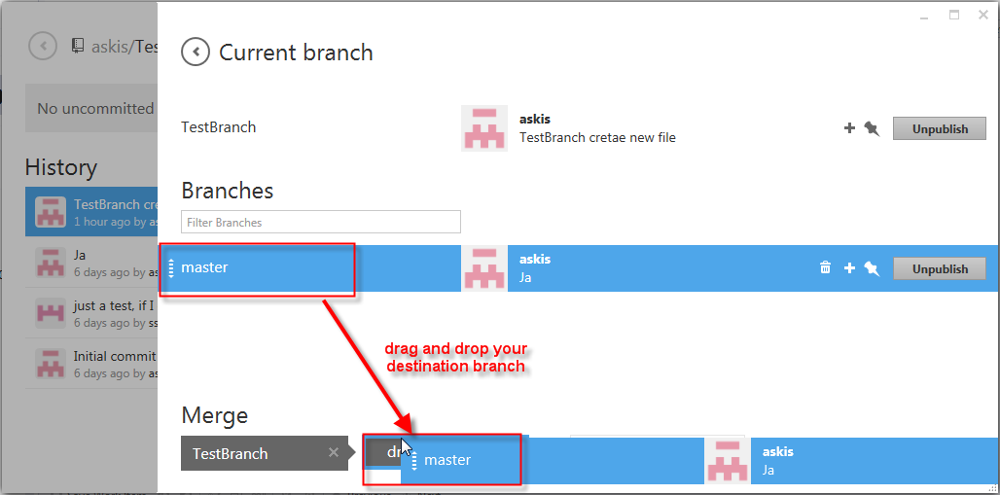 askis/Tes
No uncommitted
History
TestBranch cre
1 hour ago by as
Ja
6 days ago by as
just a test, if I
6 days ago by ss
Initial commit
6 days ago by as
Current branch
TestBranch
askis
TestBranch cretae new file
Unpublish
Branches
Filter Branches
master
askis
Ja
Unpublish
drag and drop your
destination branch
Merge
TestBranch
dr
master
askis
Ja